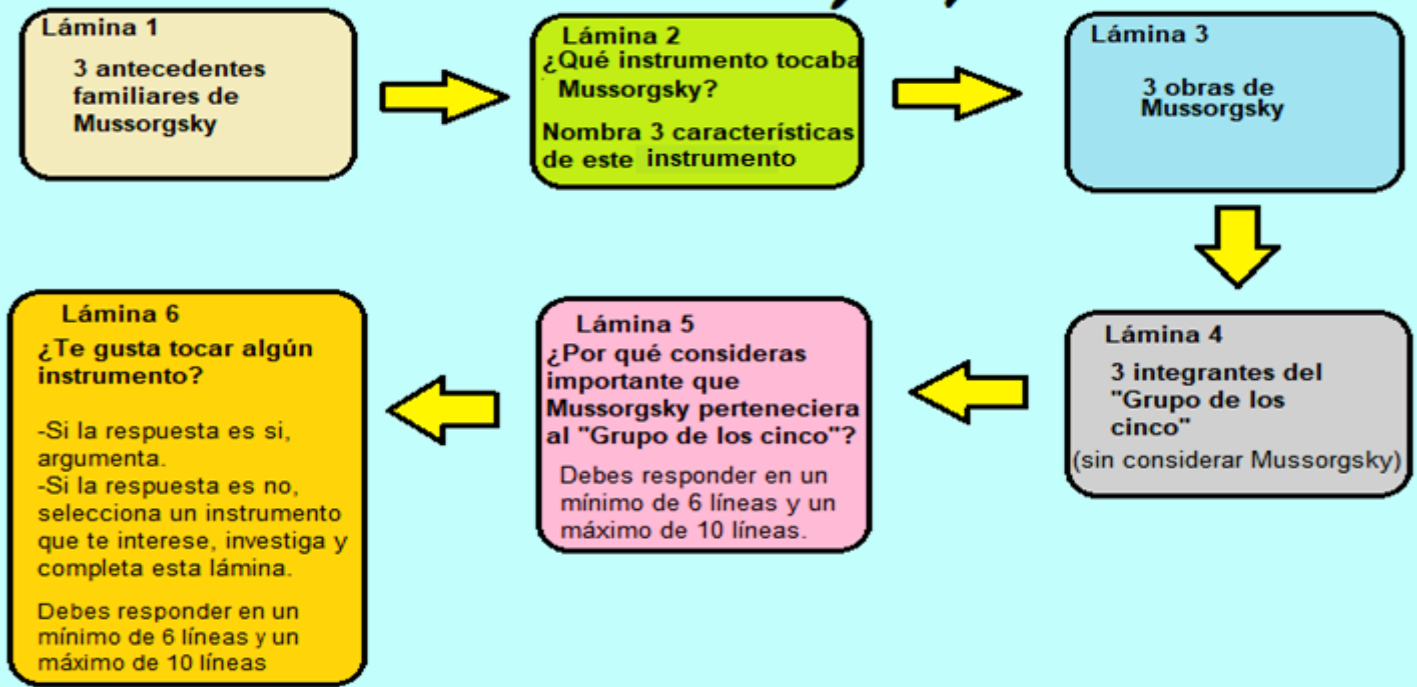 Lámina 1
3 antecedentes
familiares de
Mussorgsky
Lámina 2
¿Qué instrumento tocaba
Mussorgsky?
Nombra 3 características
de este instrumento
Lámina 3
3 obras de
Mussorgsky
Lámina 4
3 integrantes del
"Grupo de los
cinco"
(sin considerar Mussorgsky)
Lámina 5
¿Por qué consideras
importante que
Mussorgsky perteneciera
al "Grupo de los cinco"?
Debes responder en un
mínimo de 6 líneas y un
máximo de 10 líneas.
Lámina 6
¿Te gusta tocar algún
instrumento?
-Si la respuesta es si,
argumenta.
-Si la respuesta es no,
selecciona un instrumento
que te interese, investiga y
completa esta lámina.
Debes responder en un
mínimo de 6 líneas y un
máximo de 10 líneas